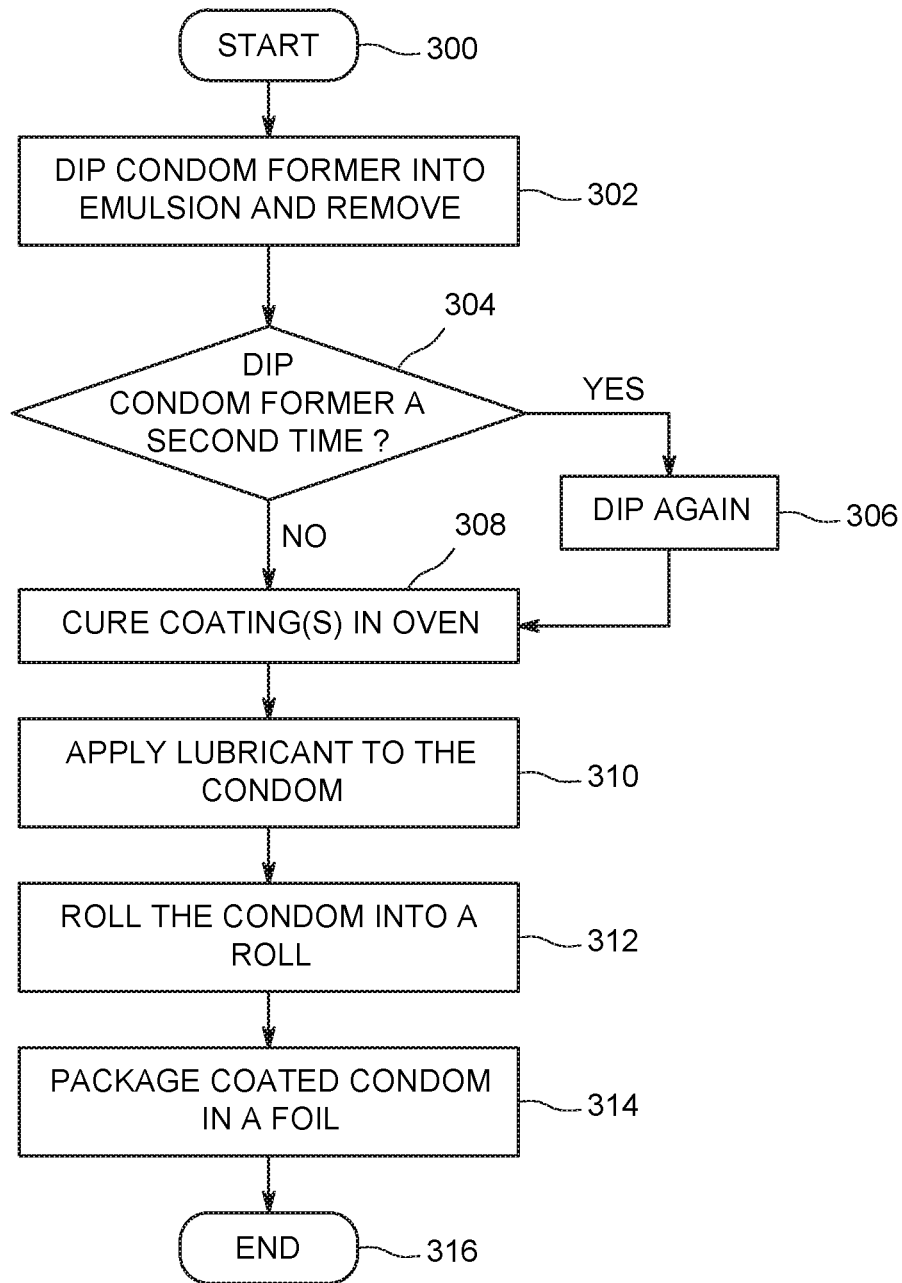 START
300
DIP CONDOM FORMER INTO
EMULSION AND REMOVE
302
304
DIP
CONDOM FORMER A
SECOND TIME ?
YES
DIP AGAIN
306
NO
308
CURE COATING(S) IN OVEN
APPLY LUBRICANT TO THE
CONDOM
310
ROLL THE CONDOM INTO A
ROLL
312
PACKAGE COATED CONDOM
IN A FOIL
314
END
316